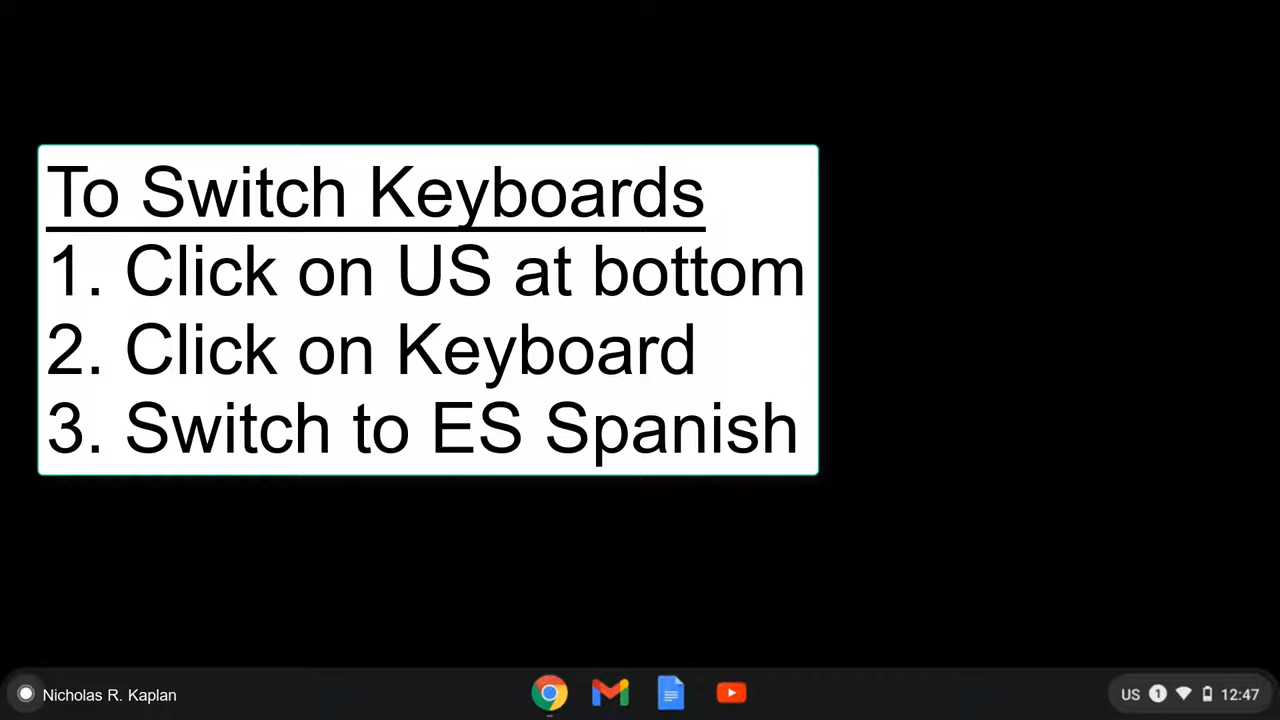 To Switch Keyboards
1. Click on US at bottom
2. Click on Keyboard
3. Switch to ES Spanish
Nicholas R. Kaplan
US 1 12:47